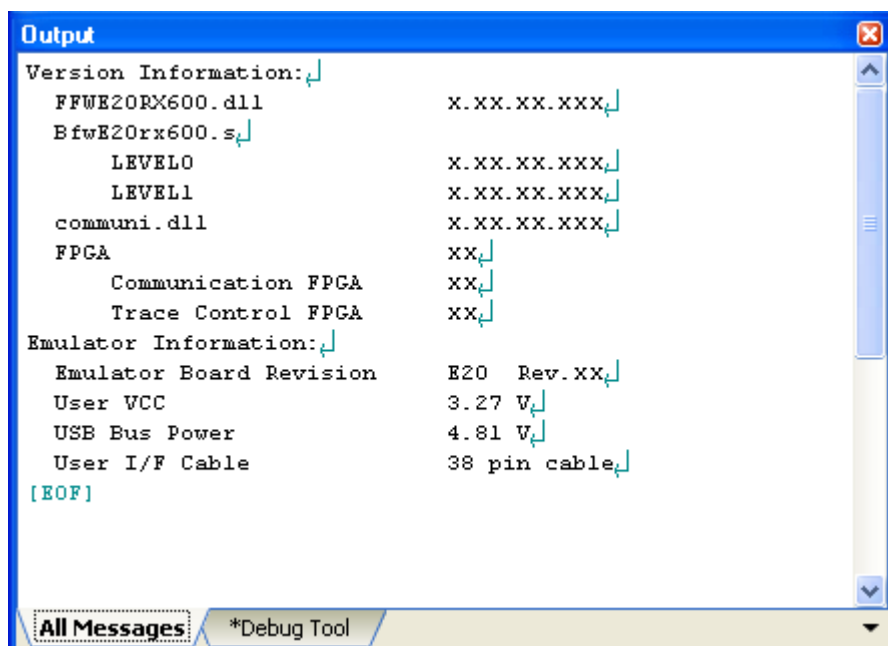 Output
Version Information:
FFWE20RX600.dll x.xx.xx.xxx
BfwE20rx600.s
LEVEL0 x.xx.xx.xxx
LEVEL1 x.xx.xx.xxx
communi.dll x.xx.xx.xxx
FPGA xx
Communication FPGA xx
Trace Control FPGA xx
Emulator Information:
Emulator Board Revision E20 Rev.xx
User VCC 3.27 V
USB Bus Power 4.81 V
User I/F Cable 38 pin cable
[EOF]
All Messages *Debug Tool